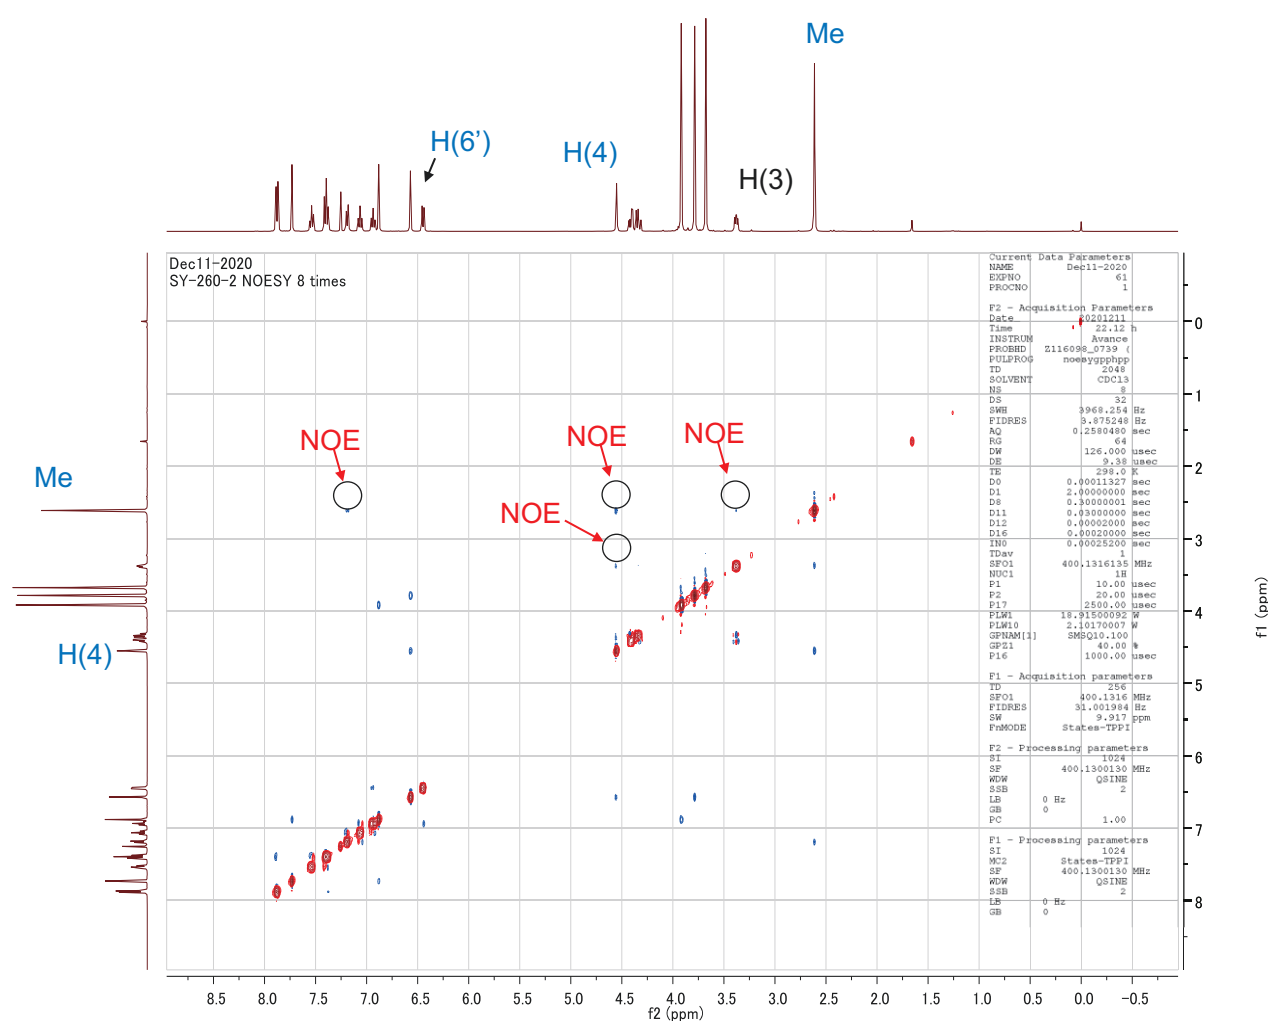 Me
H(6')
H(4)
H(3)
Dec11-2020
SY-260-2 NOESY 8 times
NOE
NOE
NOE
NOE
Me
H(4)
Current Data Parameters
NAME Dec11-2020
EXPNO 61
PROCNO 1
F2 - Acquisition Parameters
Date_ 20201211
Time 22.12 h
INSTRUM Avance
PROBHD Z116098_0739 (
PULPROG noesygpphpp
TD 2048
SOLVENT CDCl3
NS 8
DS 32
SWH 3968.254 Hz
FIDRES 3.875248 Hz
AQ 0.2580480 sec
RG 64
DW 126.000 usec
DE 9.38 usec
TE 298.0 K
D0 0.00011327 sec
D1 2.00000000 sec
D8 0.30000001 sec
D11 0.03000000 sec
D12 0.00002000 sec
D16 0.00020000 sec
IN0 0.00025200 sec
TDav 1
SFO1 400.1316135 MHz
NUC1 1H
P1 10.00 usec
P2 20.00 usec
P17 2500.00 usec
PLW1 18.91500092 W
PLW10 2.10170007 W
GPNAM[1] SMSQ10.100
GPZ1 40.00 %
P16 1000.00 usec
F1 - Acquisition parameters
TD 256
SFO1 400.1316 MHz
FIDRES 31.001984 Hz
SW 9.917 ppm
FnMODE States-TPPI
F2 - Processing parameters
SI 1024
SF 400.1300130 MHz
WDW QSINE
SSB 2
LB 0 Hz
GB 0
PC 1.00
F1 - Processing parameters
SI 1024
MC2 States-TPPI
SF 400.1300130 MHz
WDW QSINE
SSB 2
LB 0 Hz
GB 0
0
1
2
3
4
5
6
7
8
f1 (ppm)
8.5 8.0 7.5 7.0 6.5 6.0 5.5 5.0 4.5 4.0 3.5 3.0 2.5 2.0 1.5 1.0 0.5 0.0 -0.5
f2 (ppm)